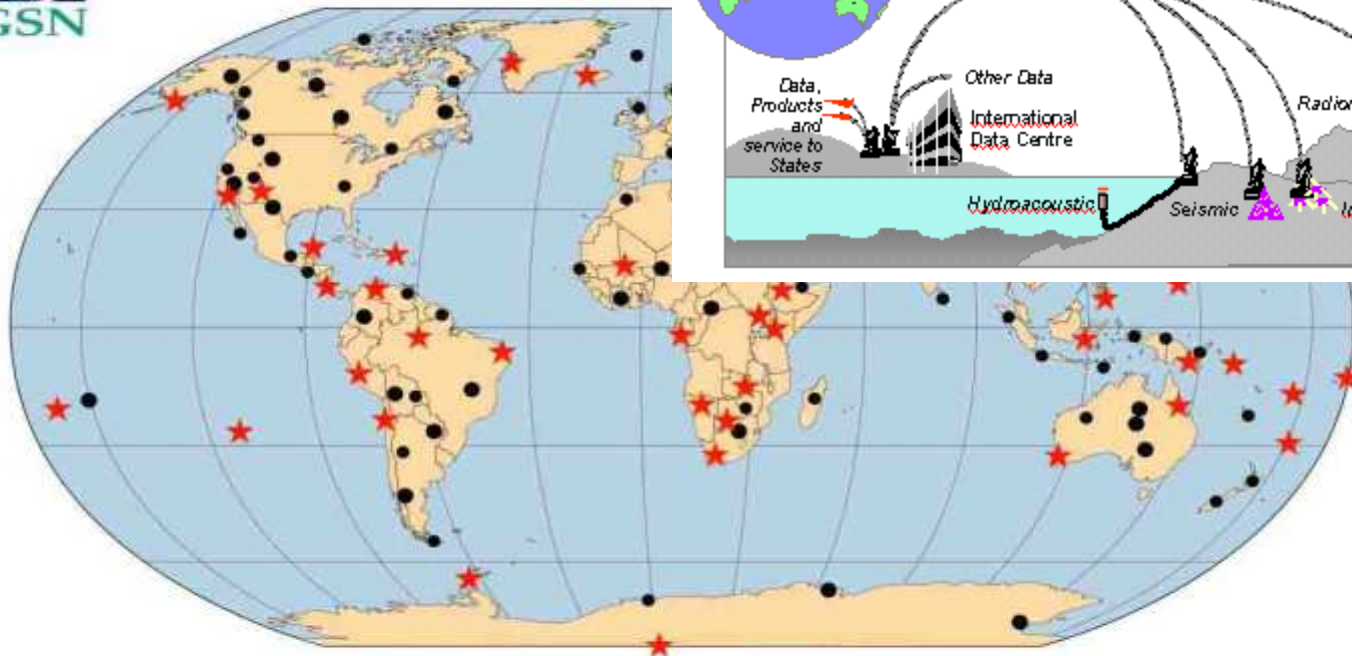 GSN
Data,
Products
and
service to
States
Other Data
International
Data Centre
Hydroacoustic
Seismic